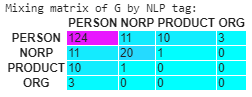 Mixing matrix of G by NLP tag:
PERSON NORP PRODUCT ORG
PERSON 124 11 10 3
NORP 11 20 1 0
PRODUCT 10 1 0 0
ORG 3 0 0 0